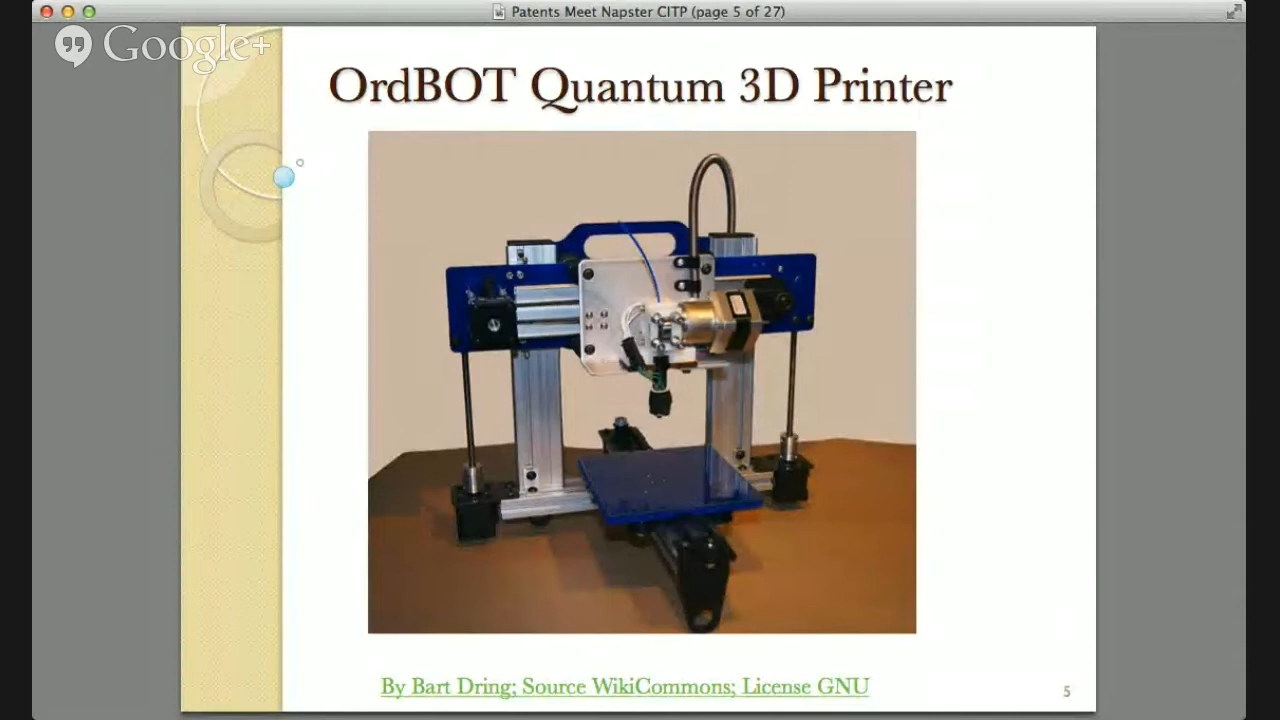 Patents Meet Napster CITP (page 5 of 27)
Google+
OrdBOT Quantum 3D Printer
By Bart Dring; Source WikiCommons; License GNU
5